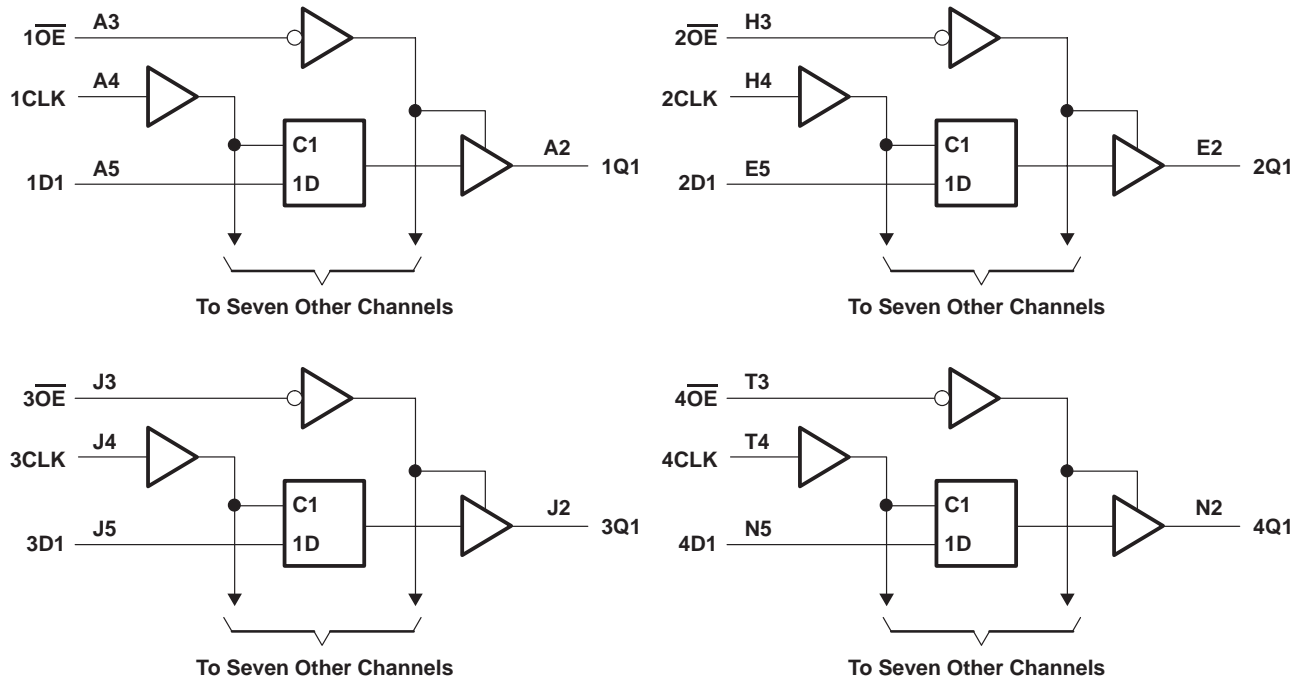 1OE A3
1CLK A4
1D1 A5
C1
1D
A2 1Q1
To Seven Other Channels
2OE H3
2CLK H4
2D1 E5
C1
1D
E2 2Q1
To Seven Other Channels
3OE J3
3CLK J4
3D1 J5
C1
1D
J2 3Q1
To Seven Other Channels
4OE T3
4CLK T4
4D1 N5
C1
1D
N2 4Q1
To Seven Other Channels